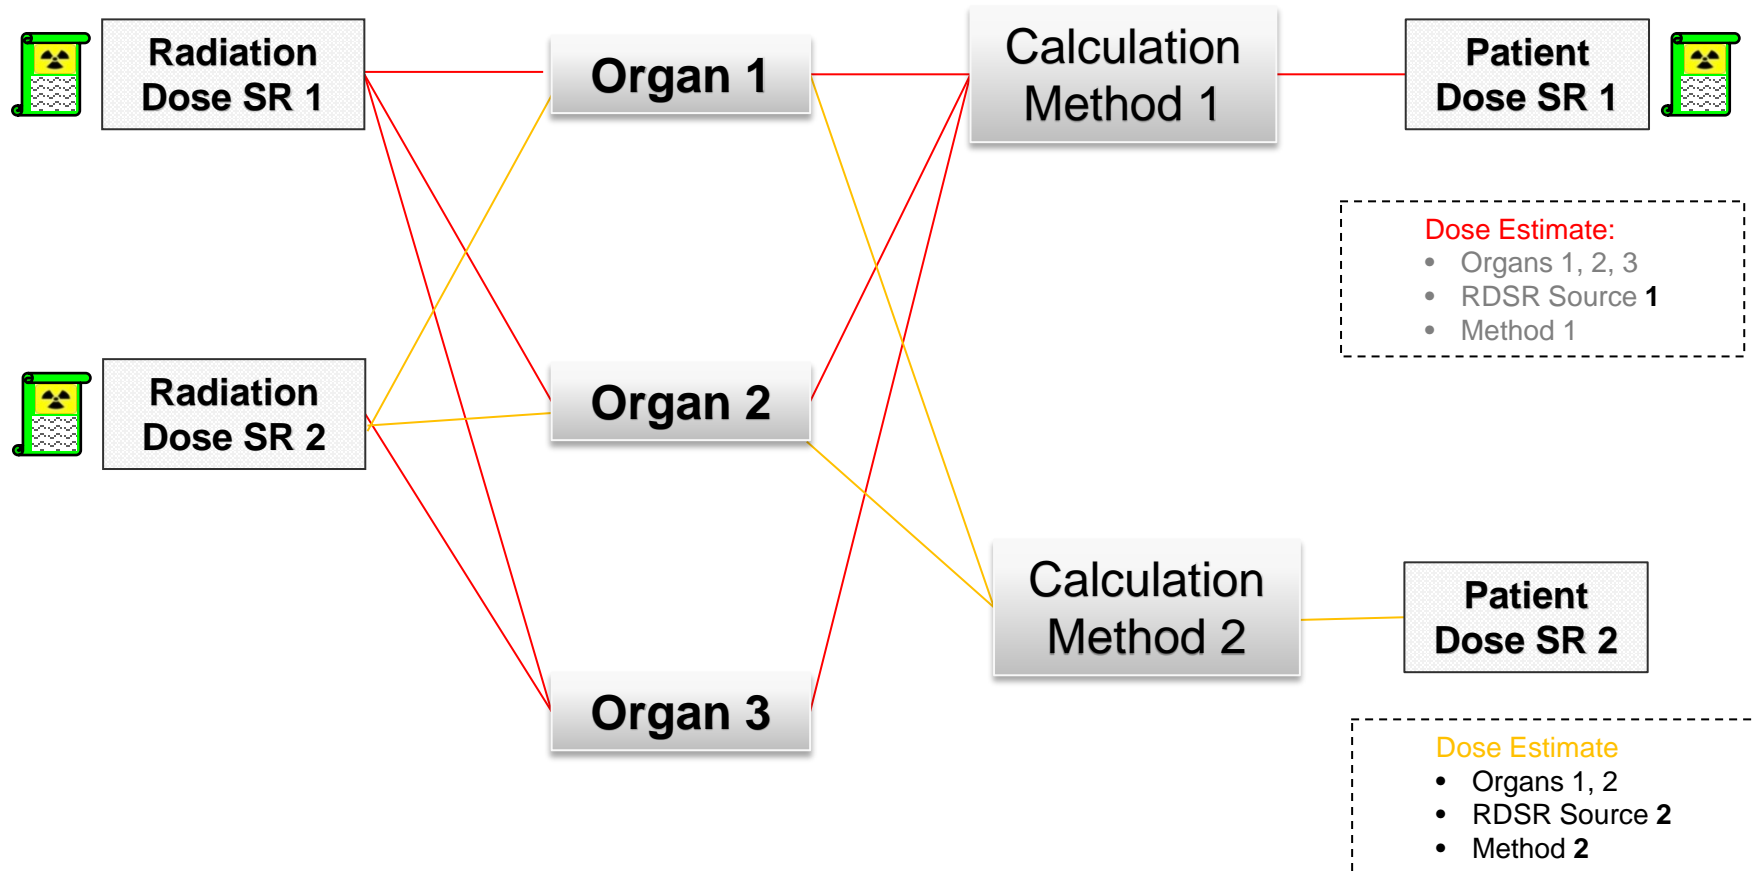 Radiation
Dose SR 1
Organ 1
Calculation
Method 1
Patient
Dose SR 1
Dose Estimate:
• Organs 1, 2, 3
• RDSR Source 1
• Method 1
Radiation
Dose SR 2
Organ 2
Calculation
Method 2
Patient
Dose SR 2
Organ 3
Dose Estimate
• Organs 1, 2
• RDSR Source 2
• Method 2